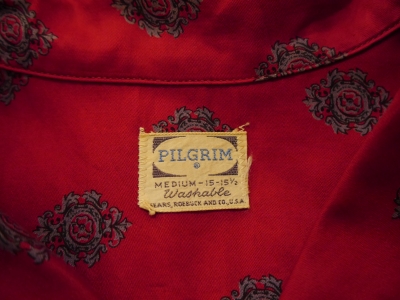 PILGRIM
®
MEDIUM-15-15½
Washable
SEARS, ROEBUCK AND CO., U.S.A.